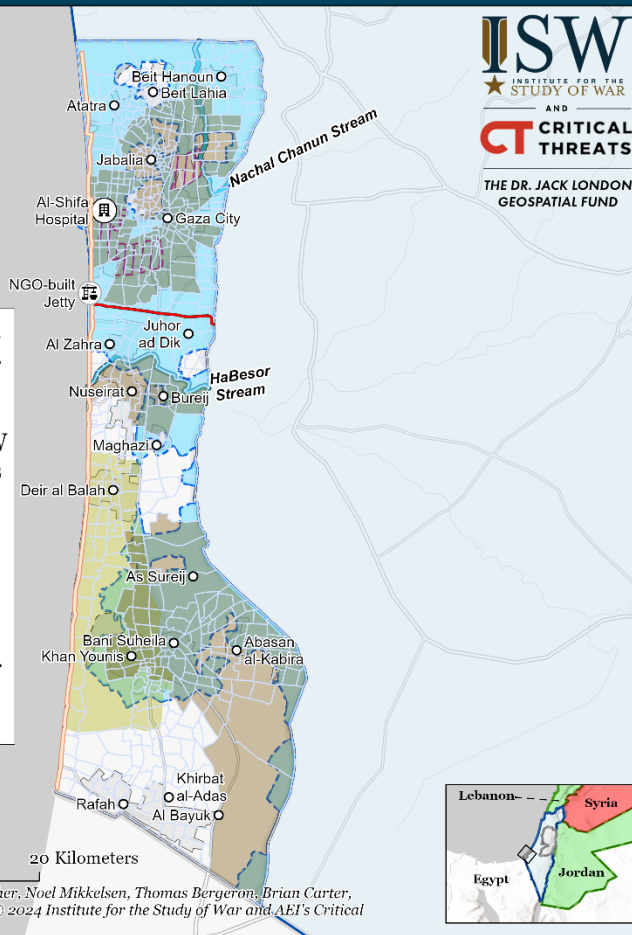 ISW
INSTITUTE FOR THE
STUDY OF WAR
AND
CT CRITICAL
THREATS
THE DR. JACK LONDON
GEOSPATIAL FUND
Beit Hanoun
Beit Lahia
Atatra
Nachal Chanun Stream
Jabalia
Al-Shifa
Hospital
Gaza City
NGO-built
Jetty
Juhor
ad Dik
Al Zahra
HaBesor
Stream
Nuseirat
Bureij
Maghazi
Deir al Balah
As Sureij
Bani Suheila
Abasan
al-Kabira
Khan Younis
Khirbat
al-Adas
Rafah
Al Bayuk
Lebanon
Syria
Egypt
Jordan
20 Kilometers
Noel Mikkelsen, Thomas Bergeron, Brian Carter,
© 2024 Institute for the Study of War and AEI's Critical